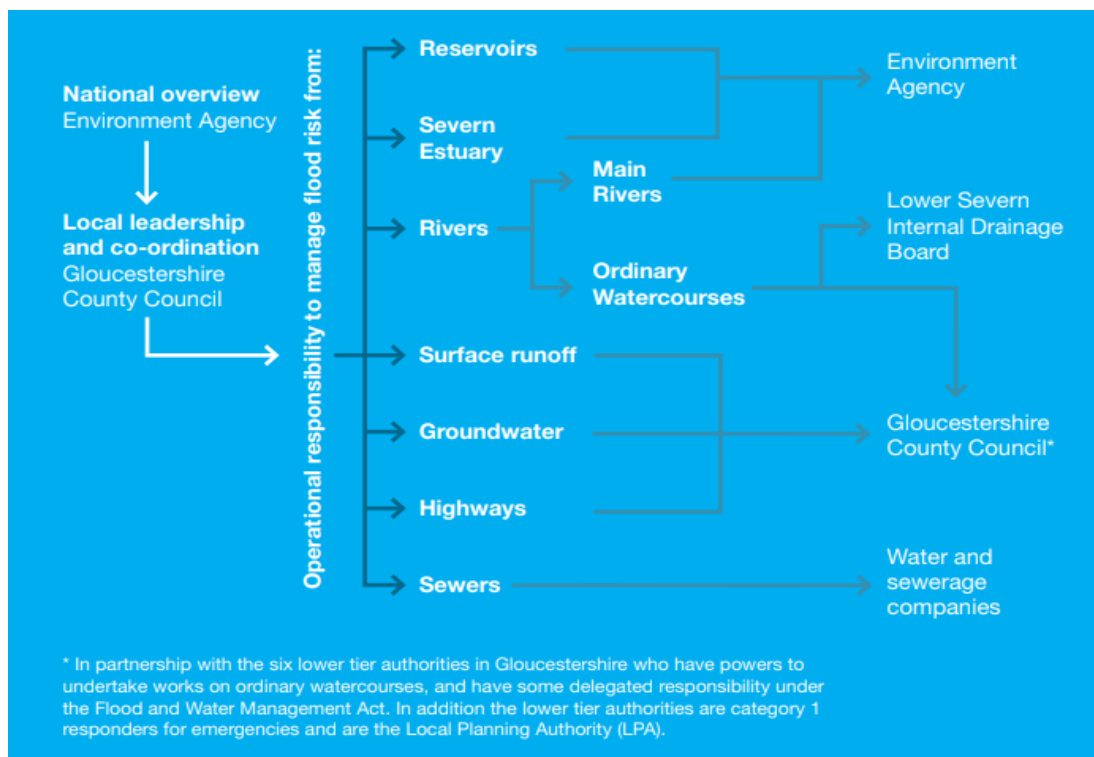 National overview
Environment Agency
Local leadership
and co-ordination
Gloucestershire
County Council
Operational responsibility to manage flood risk from:
Reservoirs
Severn
Estuary
Rivers
Main
Rivers
Ordinary
Watercourses
Surface runoff
Groundwater
Highways
Sewers
Environment
Agency
Lower Severn
Internal Drainage
Board
Gloucestershire
County Council*
Water and
sewerage
companies
* In partnership with the six lower tier authorities in Gloucestershire who have powers to
undertake works on ordinary watercourses, and have some delegated responsibility under
the Flood and Water Management Act. In addition the lower tier authorities are category 1
responders for emergencies and are the Local Planning Authority (LPA).